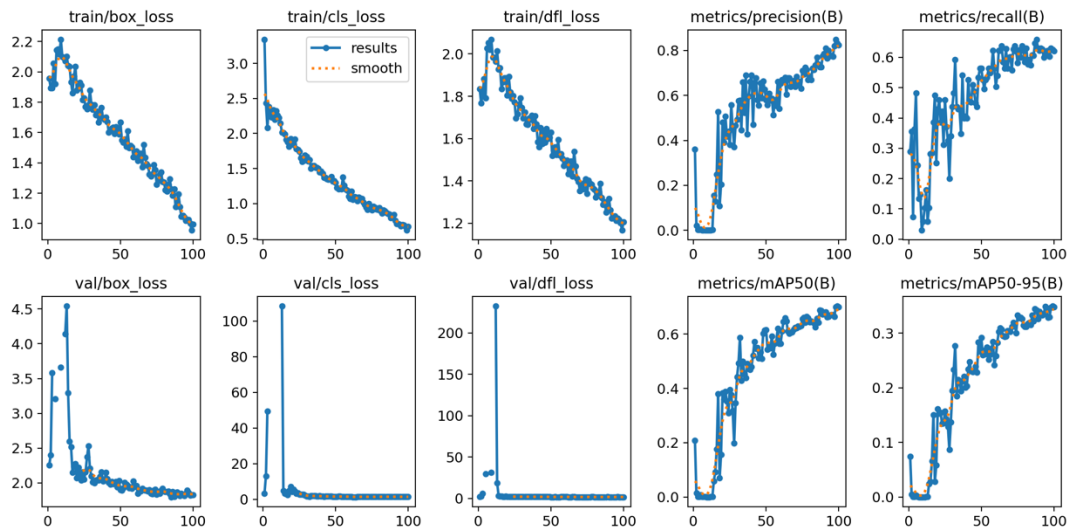 train/box_loss
train/cls_loss
train/dfl_loss
metrics/precision(B)
metrics/recall(B)
2.2
2.0
1.8
1.6
1.4
1.2
1.0
0 50 100
3.5
3.0
2.5
2.0
1.5
1.0
0.5
0 50 100
results
smooth
2.0
1.8
1.6
1.4
1.2
0 50 100
0.8
0.6
0.4
0.2
0.0
0 50 100
0.6
0.5
0.4
0.3
0.2
0.1
0.0
0 50 100
val/box_loss
val/cls_loss
val/dfl_loss
metrics/mAP50(B)
metrics/mAP50-95(B)
4.5
4.0
3.5
3.0
2.5
2.0
0 50 100
100
80
60
40
20
0
0 50 100
200
150
100
50
0
0 50 100
0.6
0.4
0.2
0.0
0 50 100
0.3
0.2
0.1
0.0
0 50 100